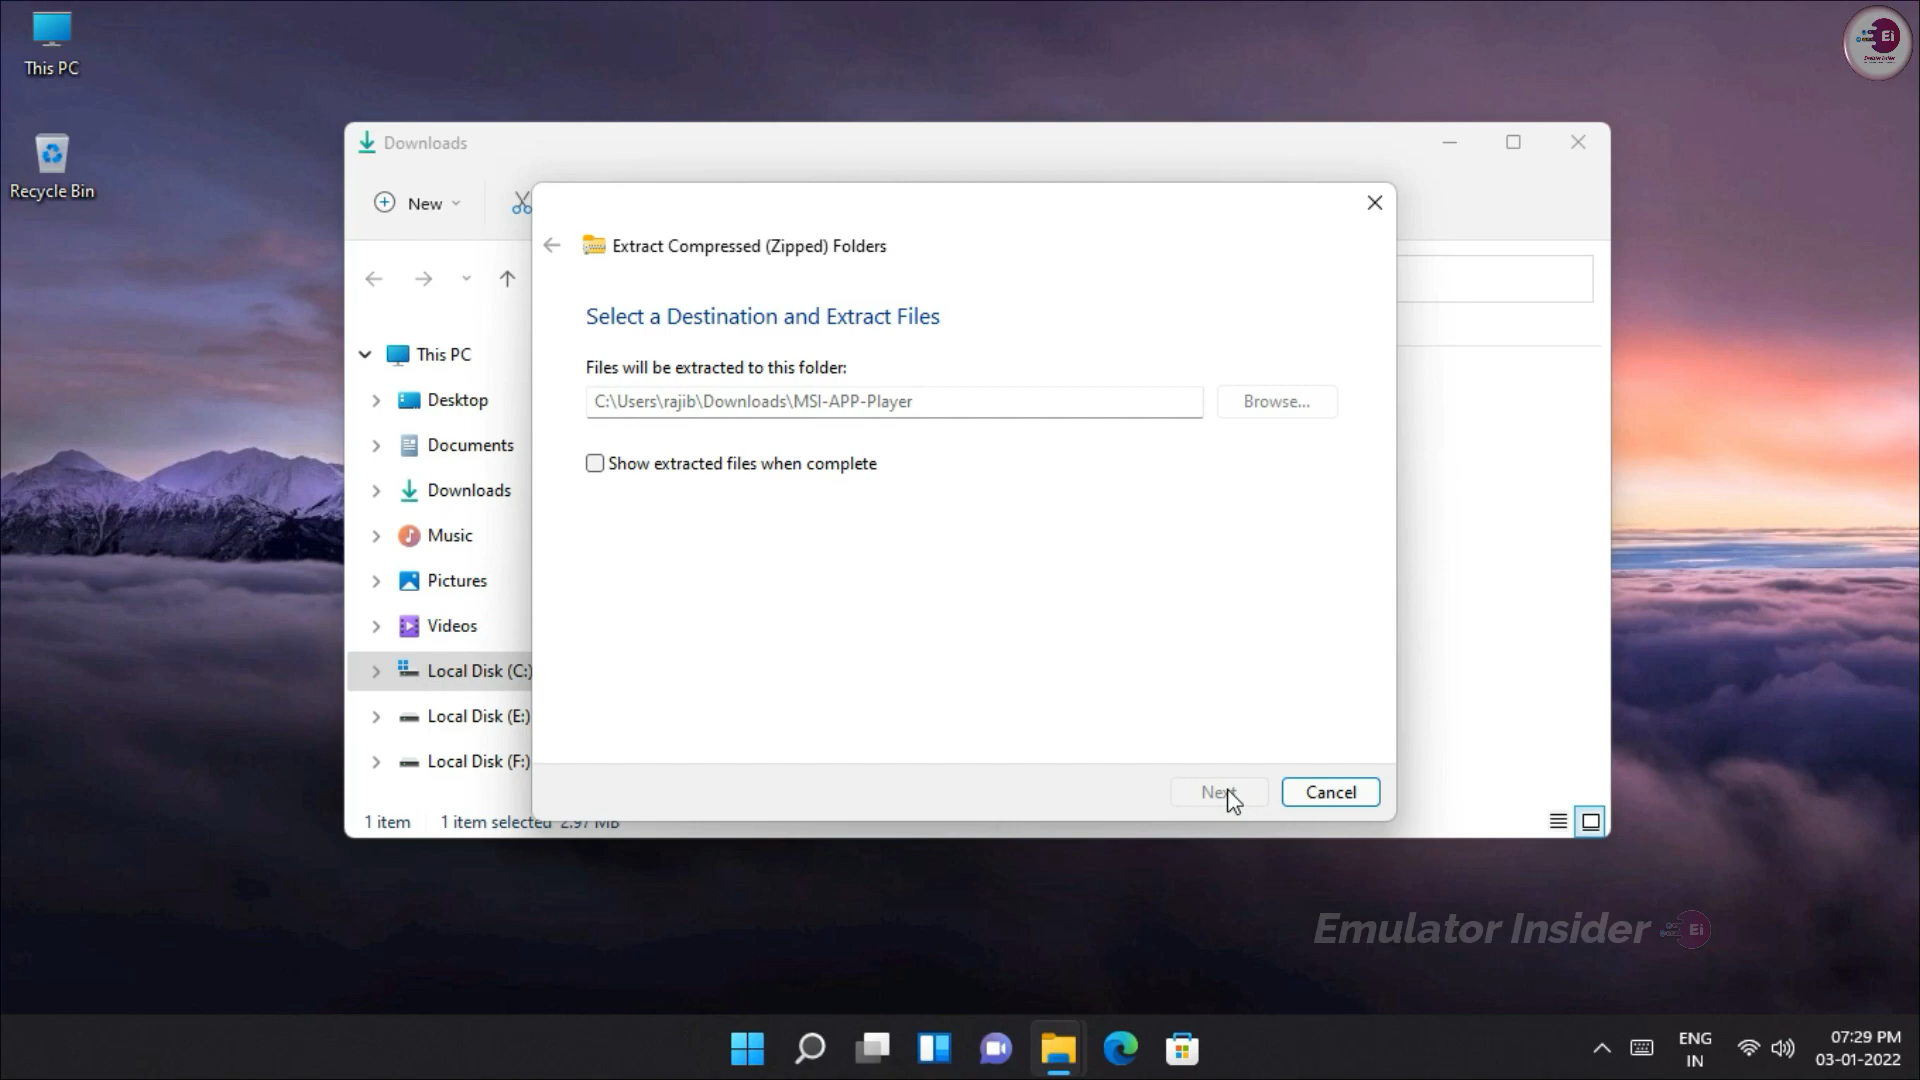 This PC
Recycle Bin
Ei
Downloads
New
Extract Compressed (Zipped) Folders
Select a Destination and Extract Files
Files will be extracted to this folder:
C:\Users\rajib\Downloads\MSI-APP-Player
Browse...
Show extracted files when complete
Next
Cancel
This PC
Desktop
Documents
Downloads
Music
Pictures
Videos
Local Disk (C:)
Local Disk (E:)
Local Disk (F:)
1 item
1 item selected 2.97 MB
Emulator Insider Ei
ENG
IN
07:29 PM
03-01-2022